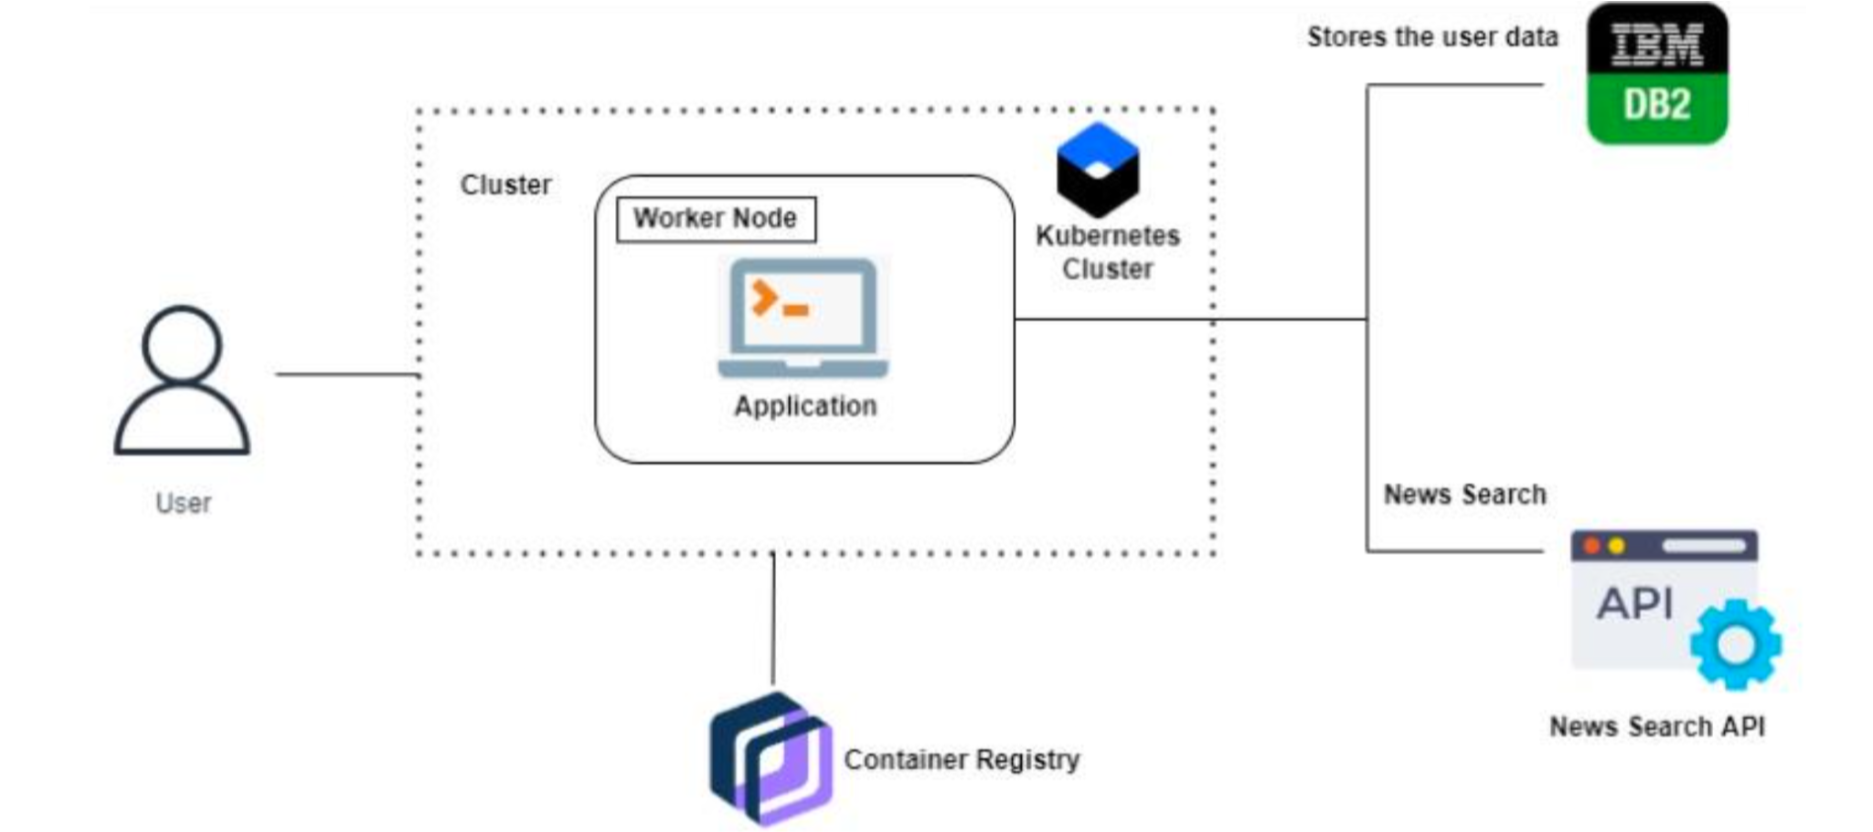 Stores the user data
IBM
DB2
Cluster
Worker Node
Kubernetes
Cluster
Application
User
News Search
API
News Search API
Container Registry